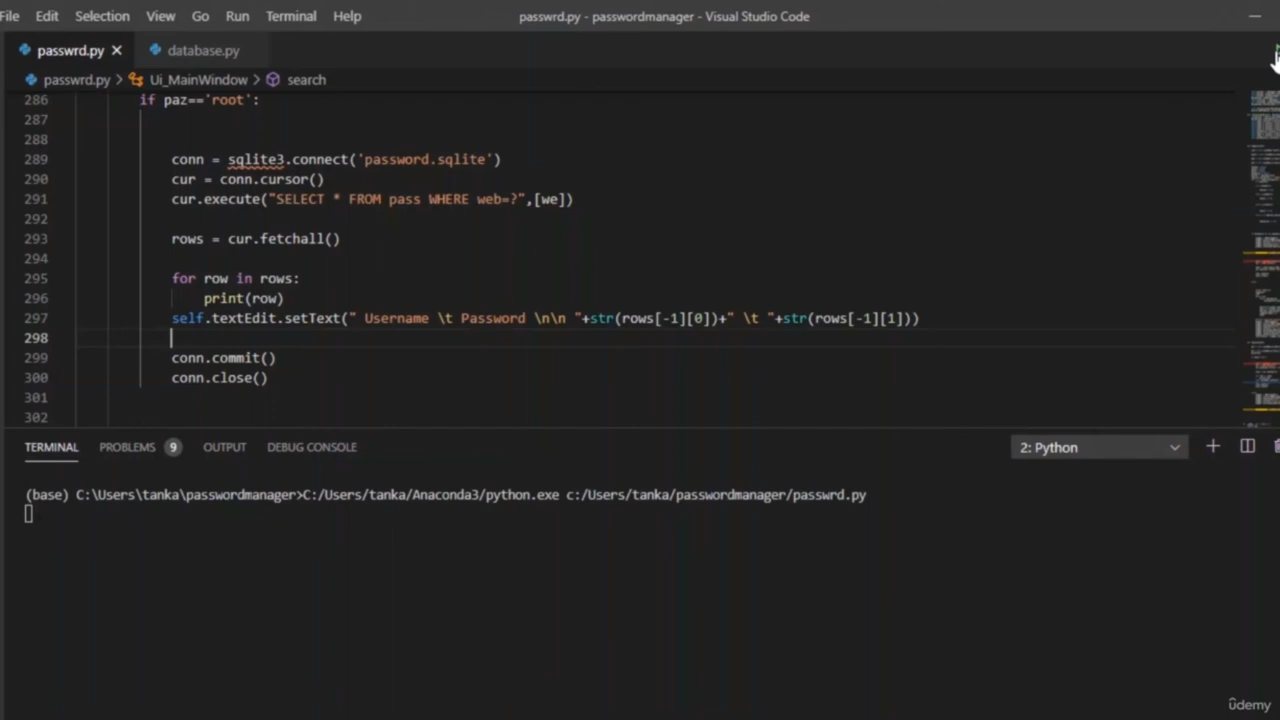 File Edit Selection View Go Run Terminal Help passwrd.py - passwordmanager - Visual Studio Code
passwrd.py database.py
passwrd.py > Ui_MainWindow > search
286 if paz=='root':
287
288
289 conn = sqlite3.connect('password.sqlite')
290 cur = conn.cursor()
291 cur.execute("SELECT * FROM pass WHERE web=?",[we])
292
293 rows = cur.fetchall()
294
295 for row in rows:
296 print(row)
297 self.textEdit.setText(" Username \t Password \n\n "+str(rows[-1][0])+" \t "+str(rows[-1][1]))
298
299 conn.commit()
300 conn.close()
301
302
TERMINAL PROBLEMS 9 OUTPUT DEBUG CONSOLE 2: Python
(base) C:\Users\tanka\passwordmanager>C:/Users/tanka/Anaconda3/python.exe c:/Users/tanka/passwordmanager/passwrd.py
ûdemy